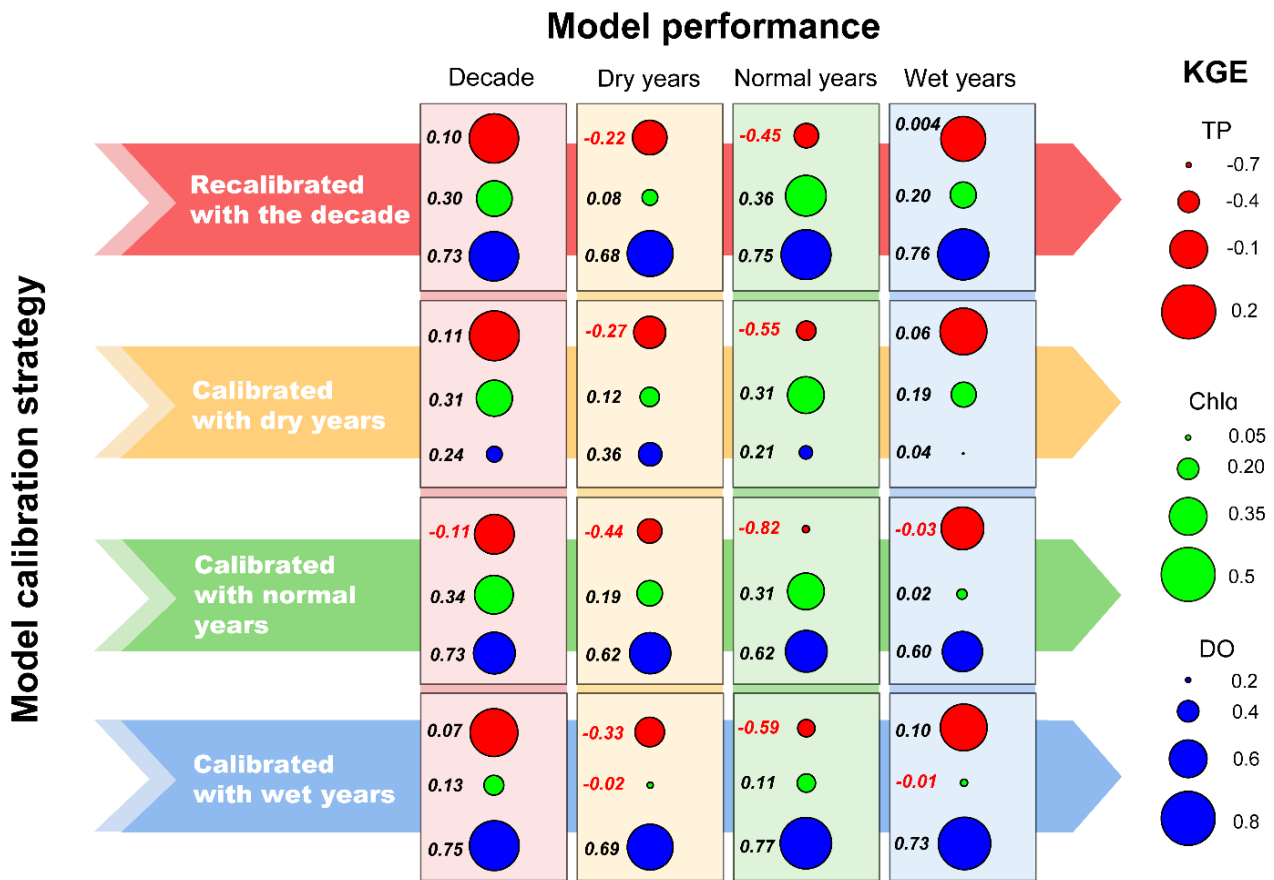 Model performance
Decade Dry years Normal years Wet years
Model calibration strategy
Recalibrated
with the decade
0.10 -0.22 -0.45 0.004
0.30 0.08 0.36 0.20
0.73 0.68 0.75 0.76
Calibrated
with dry years
0.11 -0.27 -0.55 0.06
0.31 0.12 0.31 0.19
0.24 0.36 0.21 0.04
Calibrated
with normal
years
-0.11 -0.44 -0.82 -0.03
0.34 0.19 0.31 0.02
0.73 0.62 0.62 0.60
Calibrated
with wet years
0.07 -0.33 -0.59 0.10
0.13 -0.02 0.11 -0.01
0.75 0.69 0.77 0.73
KGE
TP
-0.7
-0.4
-0.1
0.2
Chla
0.05
0.20
0.35
0.5
DO
0.2
0.4
0.6
0.8